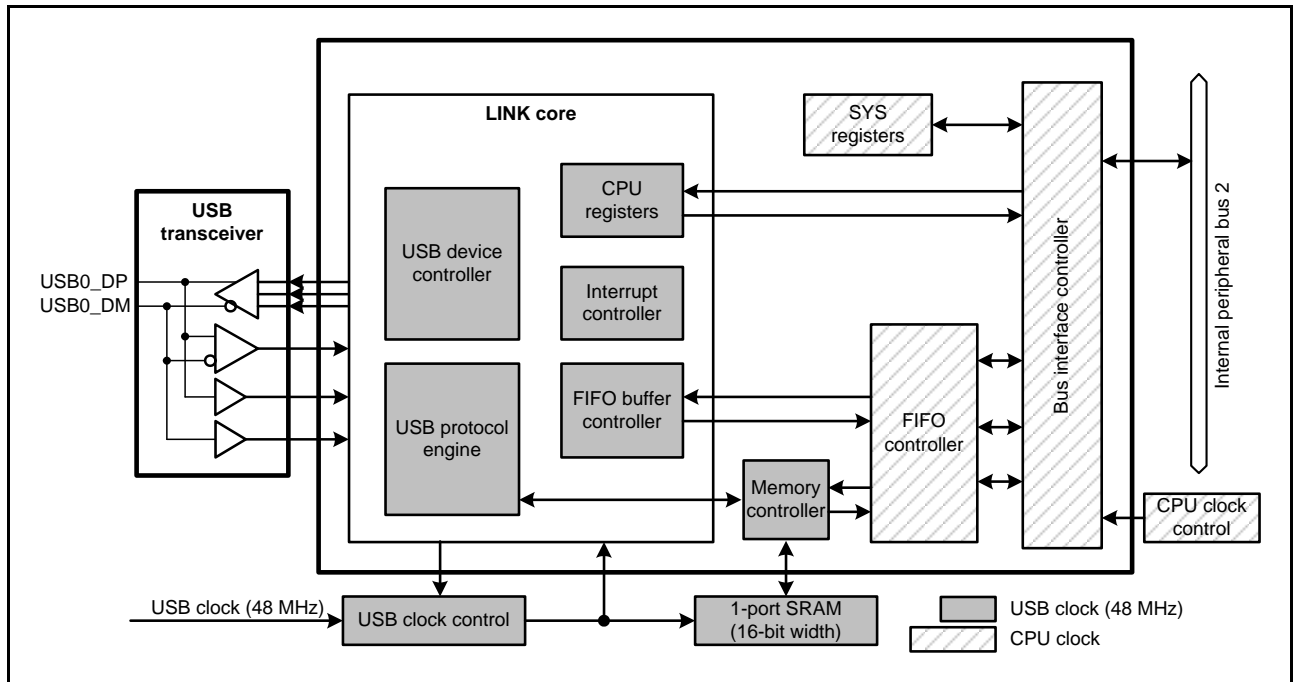 LINK core
SYS
registers
CPU
registers
USB
transceiver
USB device
controller
USB0_DP
USB0_DM
Interrupt
controller
Internal peripheral bus 2
Bus interface controller
FIFO buffer
controller
FIFO
controller
USB protocol
engine
Memory
controller
CPU clock
control
USB clock (48 MHz)
USB clock control
1-port SRAM
(16-bit width)
USB clock (48 MHz)
CPU clock